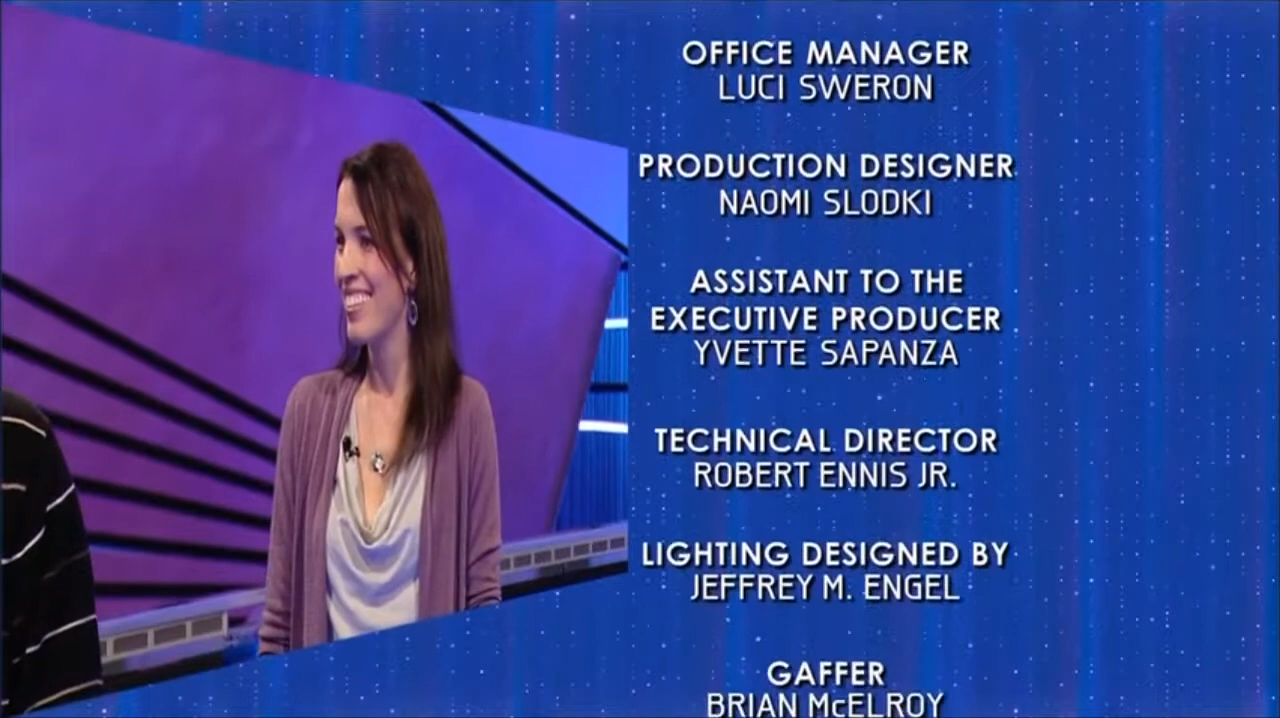 OFFICE MANAGER
LUCI SWERON
PRODUCTION DESIGNER
NAOMI SLODKI
ASSISTANT TO THE
EXECUTIVE PRODUCER
YVETTE SAPANZA
TECHNICAL DIRECTOR
ROBERT ENNIS JR.
LIGHTING DESIGNED BY
JEFFREY M. ENGEL
GAFFER
BRIAN McELROY